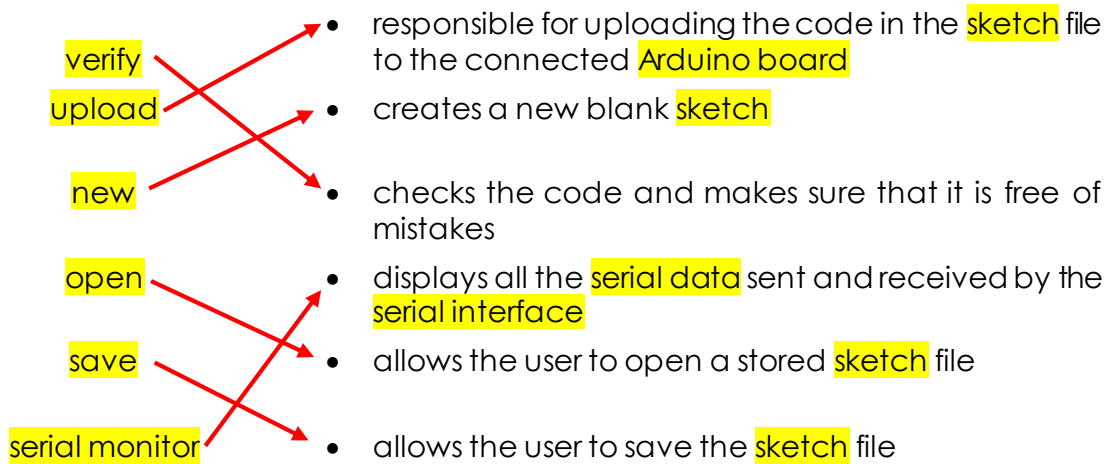 verify
upload
new
open
save
serial monitor
• responsible for uploading the code in the sketch file
to the connected Arduino board
• creates a new blank sketch
• checks the code and makes sure that it is free of
mistakes
• displays all the serial data sent and received by the
serial interface
• allows the user to open a stored sketch file
• allows the user to save the sketch file